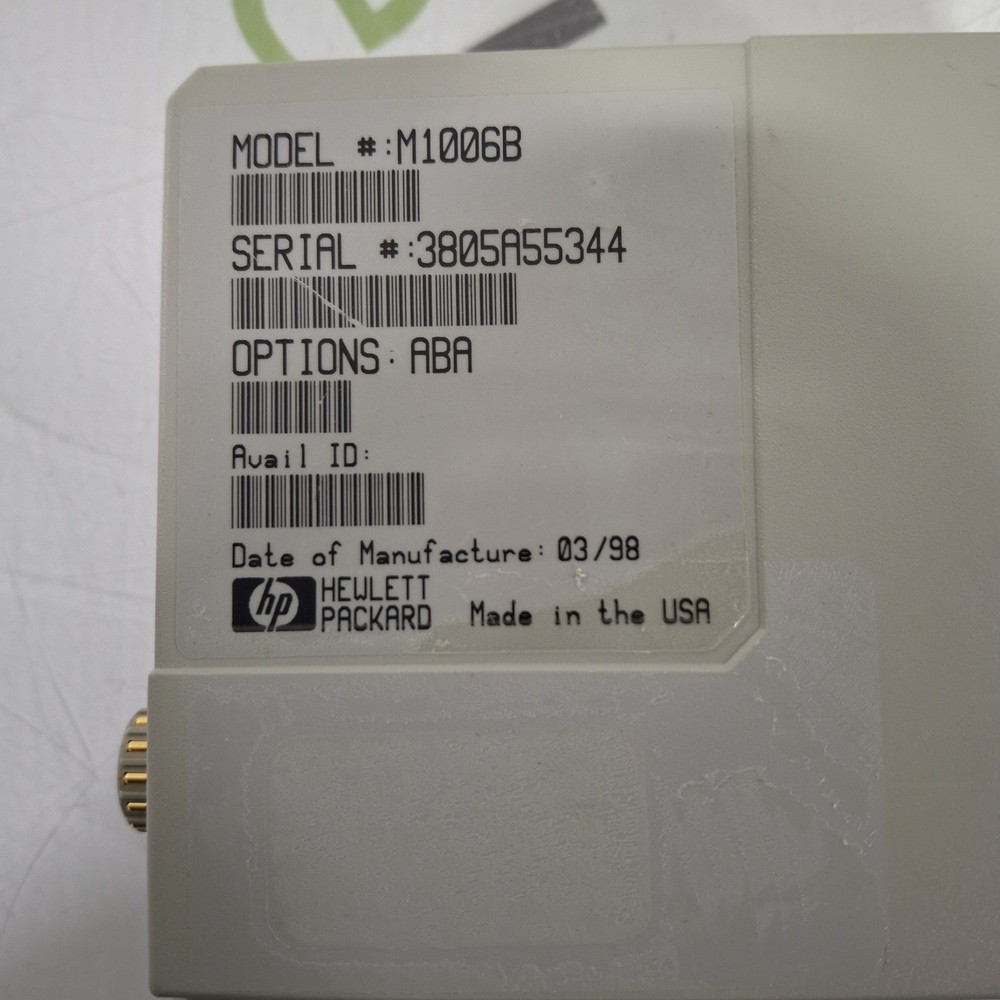 MODEL #:M1006B
SERIAL #:3805A55344
OPTIONS: ABA
Avail ID:
Date of Manufacture: 03/98
hp HEWLETT
PACKARD Made in the USA